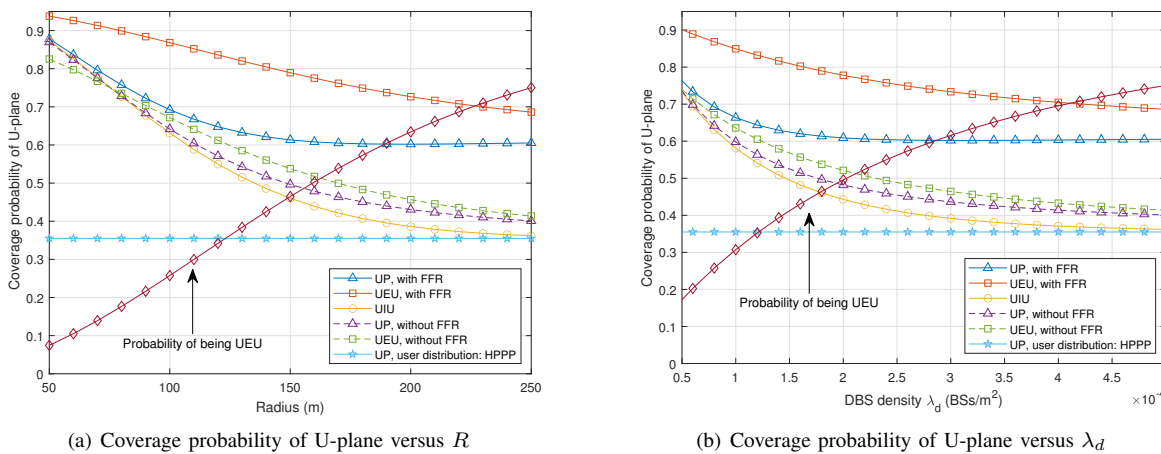 Coverage probability of U-plane
0.9
0.8
0.7
0.6
0.5
0.4
0.3
0.2
0.1
0
50
100
150
200
250
Radius (m)
Probability of being UEU
UP, with FFR
UEU, with FFR
UIU
UP, without FFR
UEU, without FFR
UP, user distribution: HPPP
(a) Coverage probability of U-plane versus R
Coverage probability of U-plane
0.9
0.8
0.7
0.6
0.5
0.4
0.3
0.2
0.1
0
0.5
1
1.5
2
2.5
3
3.5
4
4.5
DBS density λd (BSs/m²)
×10⁻
Probability of being UEU
UP, with FFR
UEU, with FFR
UIU
UP, without FFR
UEU, without FFR
UP, user distribution: HPPP
(b) Coverage probability of U-plane versus λd